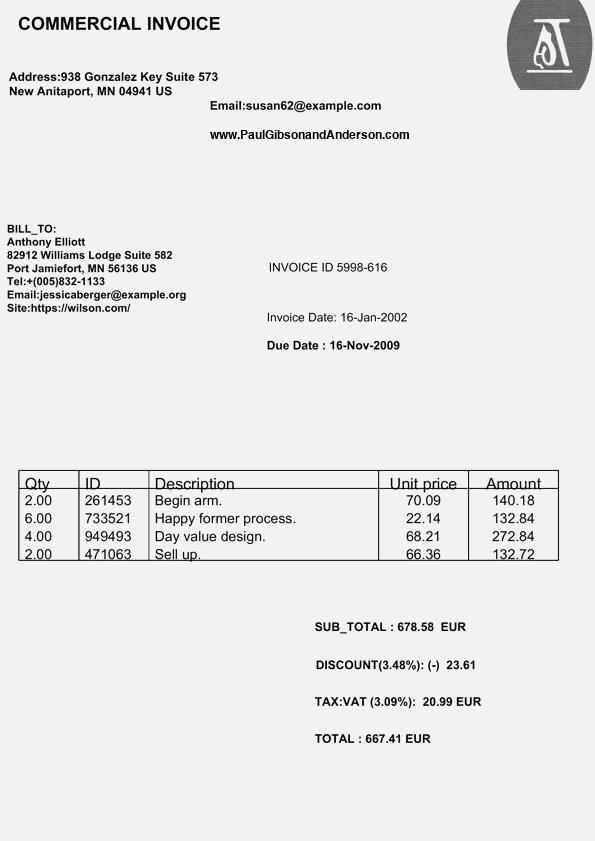 COMMERCIAL INVOICE
Address:938 Gonzalez Key Suite 573
New Anitaport, MN 04941 US
Email:susan62@example.com
www.PaulGibsonandAnderson.com
BILL_TO:
Anthony Elliott
82912 Williams Lodge Suite 582
Port Jamiefort, MN 56136 US
Tel:+(005)832-1133
Email:jessicaberger@example.org
Site:https://wilson.com/
INVOICE ID 5998-616
Invoice Date: 16-Jan-2002
Due Date : 16-Nov-2009
Qty ID Description Unit price Amount
2.00 261453 Begin arm. 70.09 140.18
6.00 733521 Happy former process. 22.14 132.84
4.00 949493 Day value design. 68.21 272.84
2.00 471063 Sell up. 66.36 132.72
SUB_TOTAL : 678.58 EUR
DISCOUNT(3.48%): (-) 23.61
TAX:VAT (3.09%): 20.99 EUR
TOTAL : 667.41 EUR